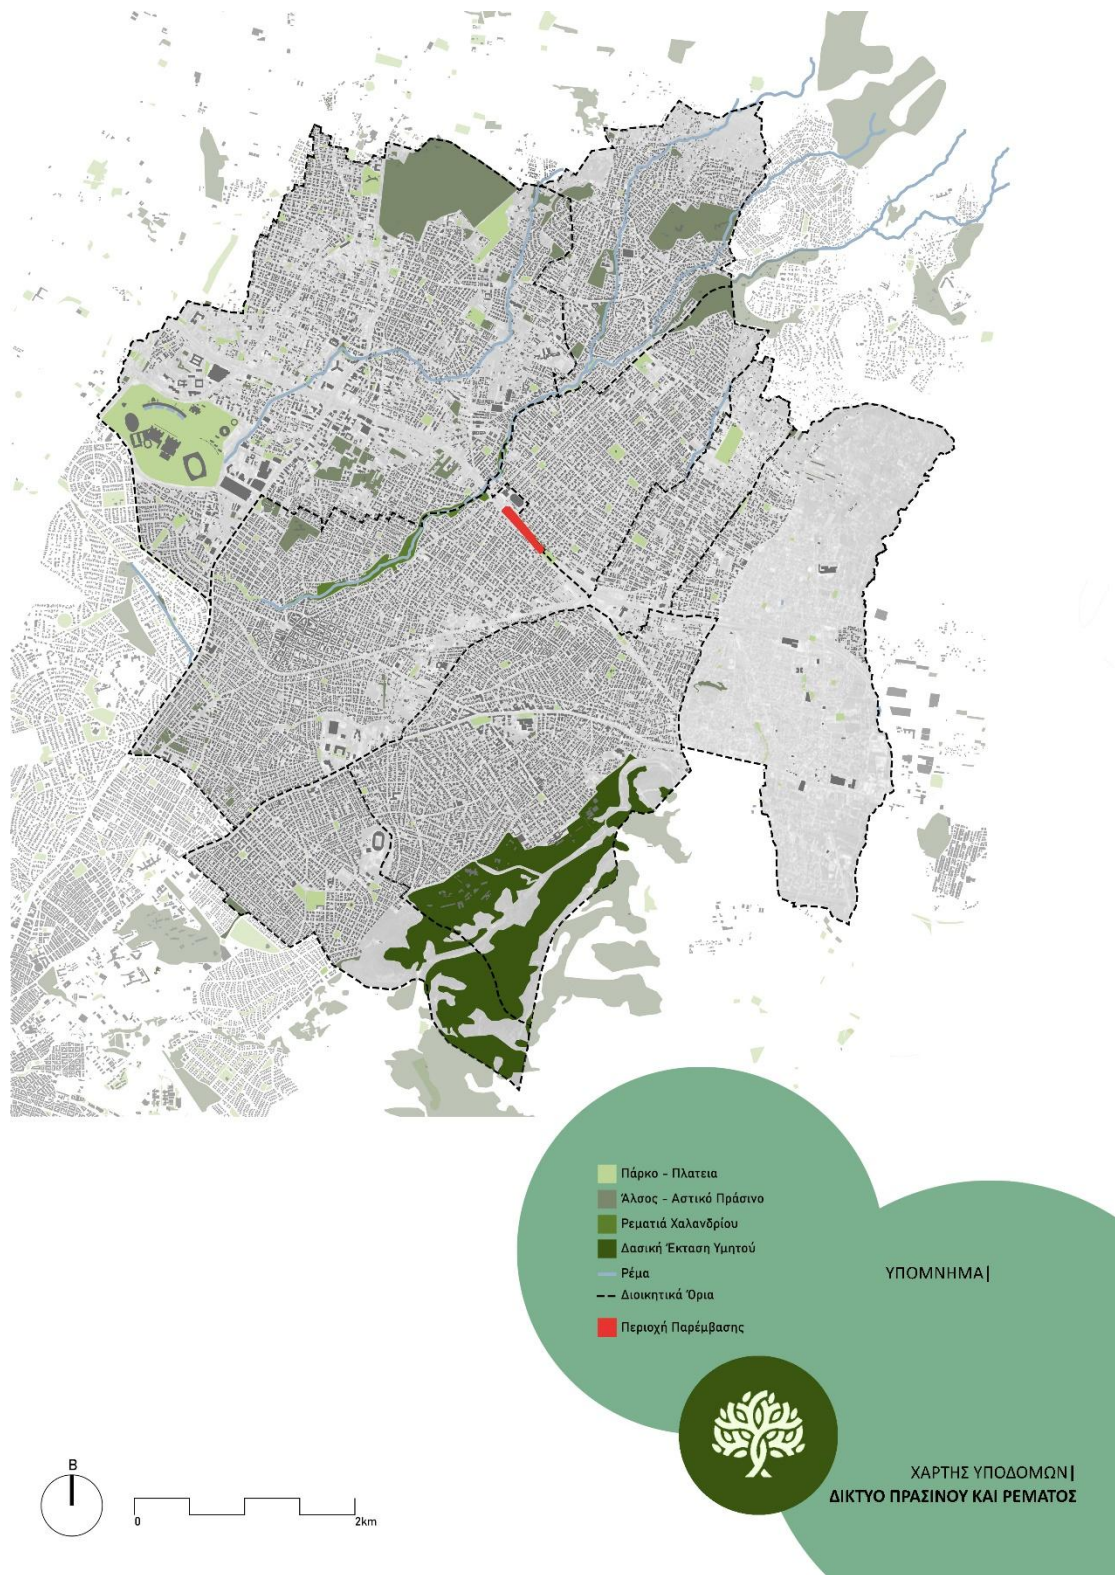 Πάρκο - Πλατεια
Άλσος - Αστικό Πράσινο
Ρεματιά Χαλανδρίου
Δασική Έκταση Υμητού
Ρέμα
Διοικητικά Όρια
Περιοχή Παρέμβασης
ΥΠΟΜΝΗΜΑ|
ΧΑΡΤΗΣ ΥΠΟΔΟΜΩΝ|
ΔΙΚΤΥΟ ΠΡΑΣΙΝΟΥ ΚΑΙ ΡΕΜΑΤΟΣ
Β
0 2km